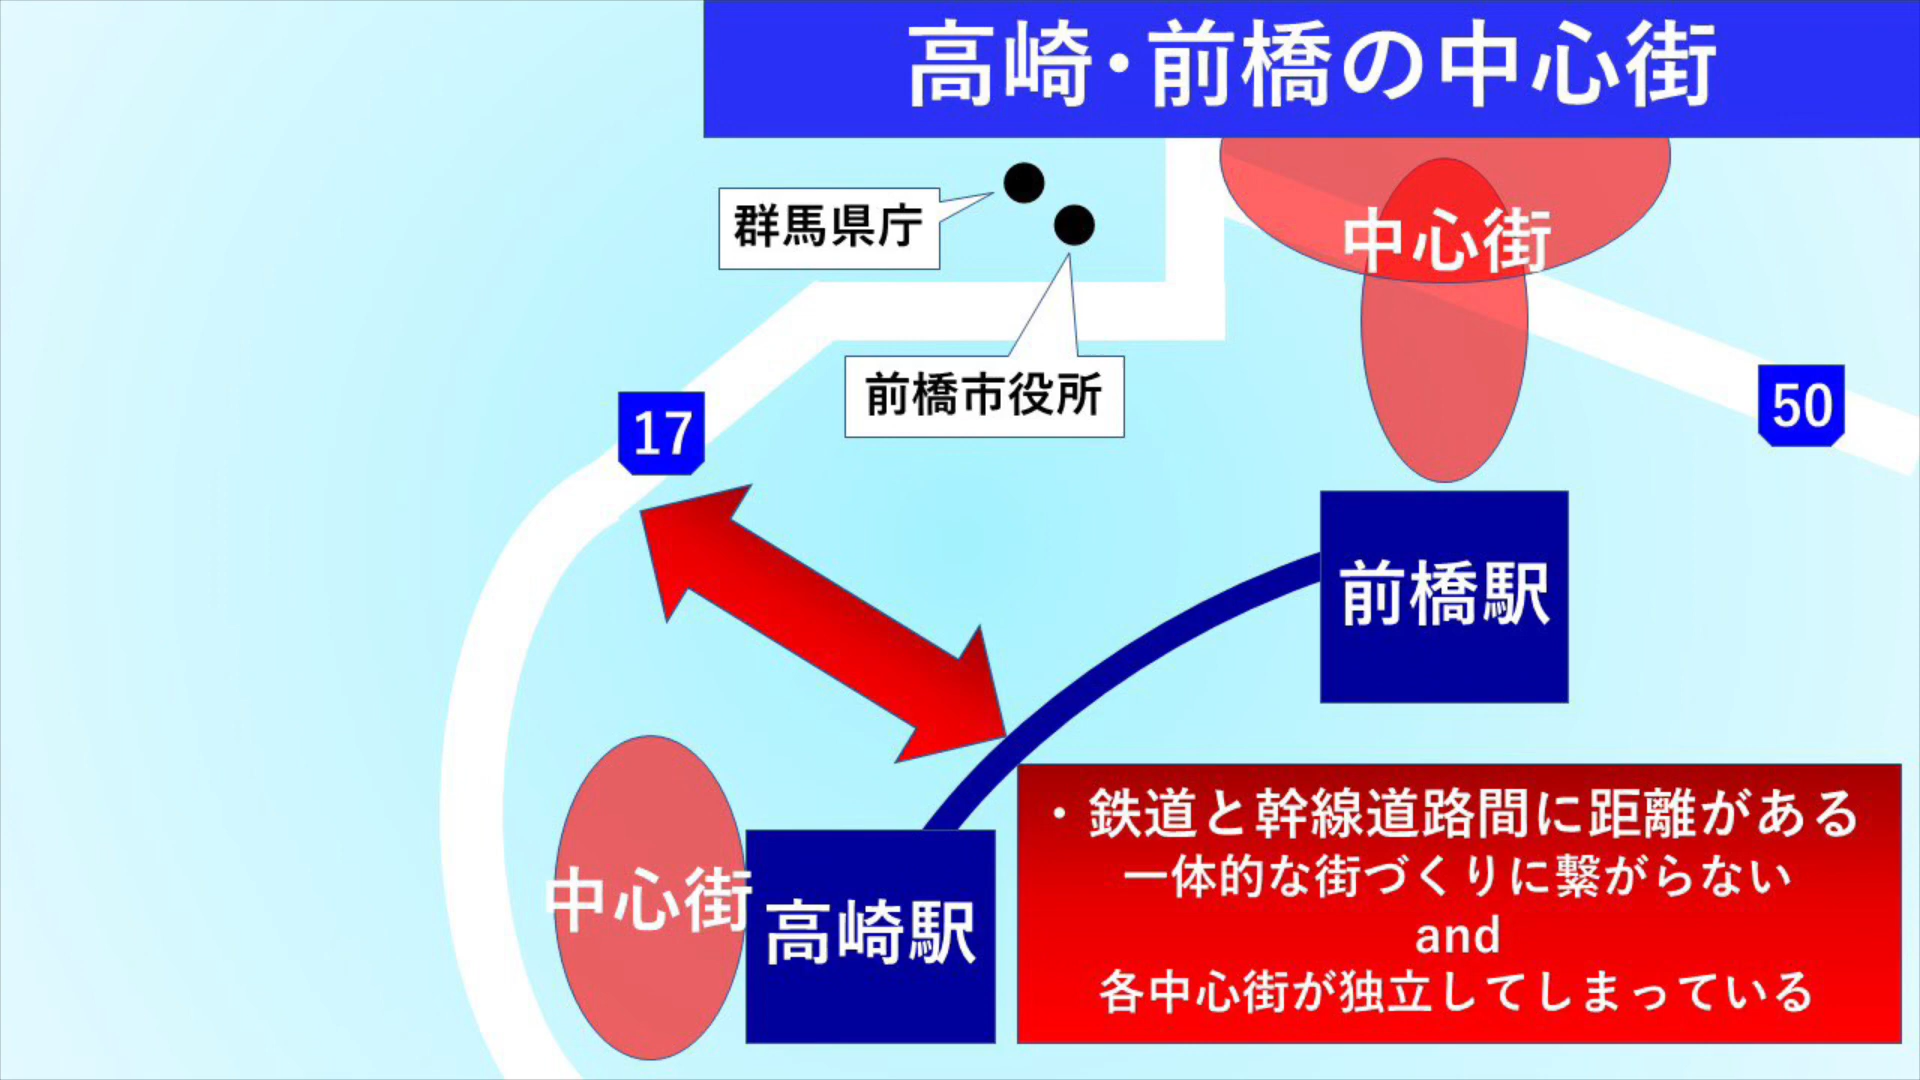 高崎・前橋の中心街
群馬県庁
中心街
前橋市役所
17
50
前橋駅
中心街
高崎駅
・鉄道と幹線道路間に距離がある
一体的な街づくりに繋がらない
and
各中心街が独立してしまっている